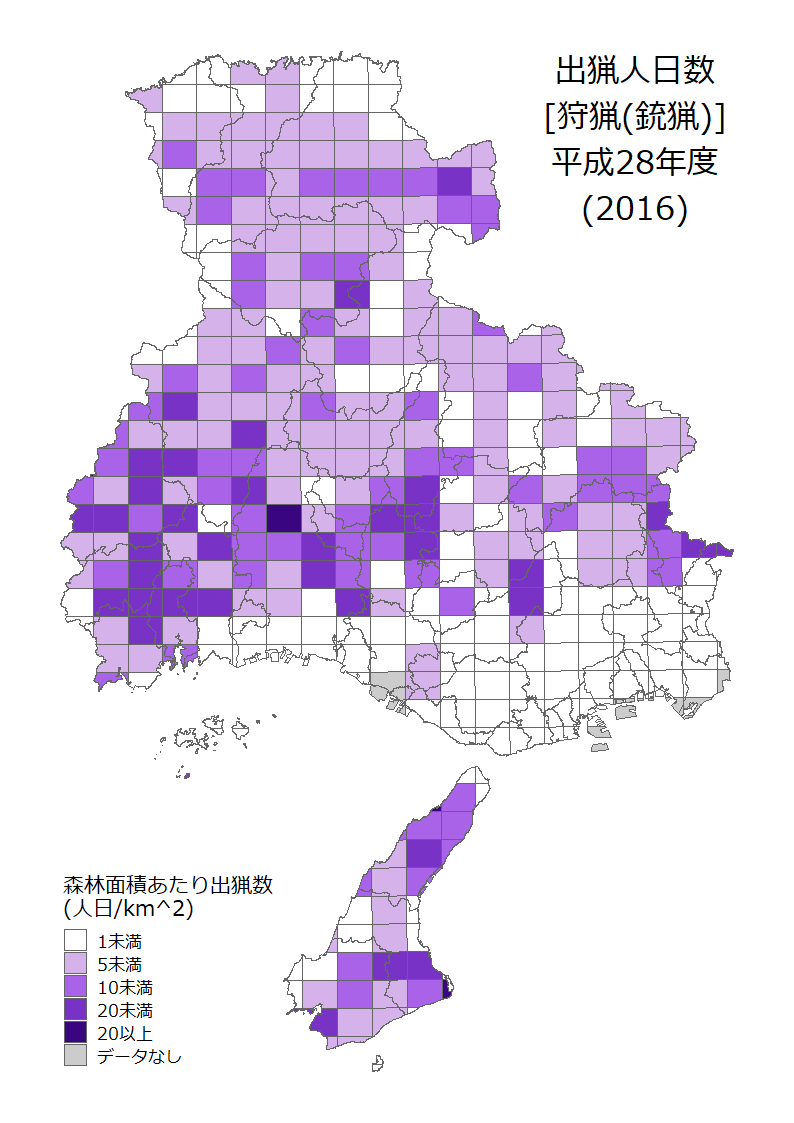 出猟人日数
[狩猟(銃猟)]
平成28年度
(2016)
森林面積あたり出猟数
(人日/km^2)
1未満
5未満
10未満
20未満
20以上
データなし